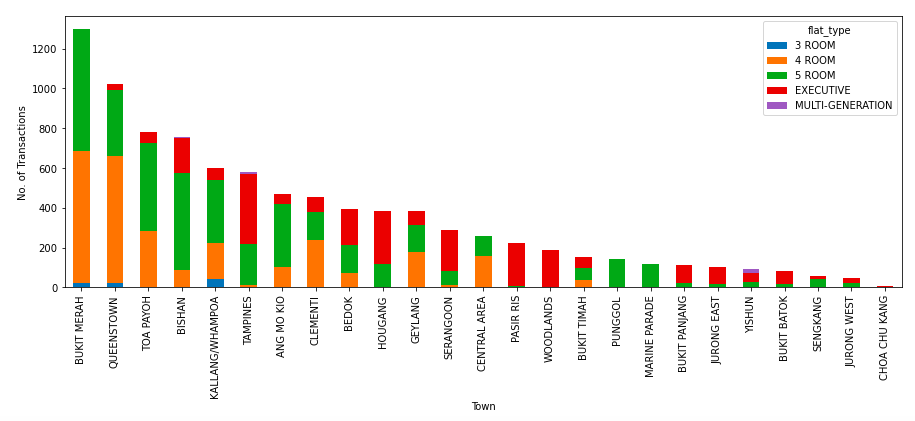 flat_type
3 ROOM
4 ROOM
5 ROOM
EXECUTIVE
MULTI-GENERATION
No. of Transactions
1200
1000
800
600
400
200
0
BUKIT MERAH
QUEENSTOWN
TOA PAYOH
BISHAN
KALLANG/WHAMPOA
TAMPINES
ANG MO KIO
CLEMENTI
BEDOK
HOUGANG
GEYLANG
SERANGOON
CENTRAL AREA
PASIR RIS
WOODLANDS
BUKIT TIMAH
PUNGGOL
MARINE PARADE
BUKIT PANJANG
JURONG EAST
YISHUN
BUKIT BATOK
SENGKANG
JURONG WEST
CHOA CHU KANG
Town